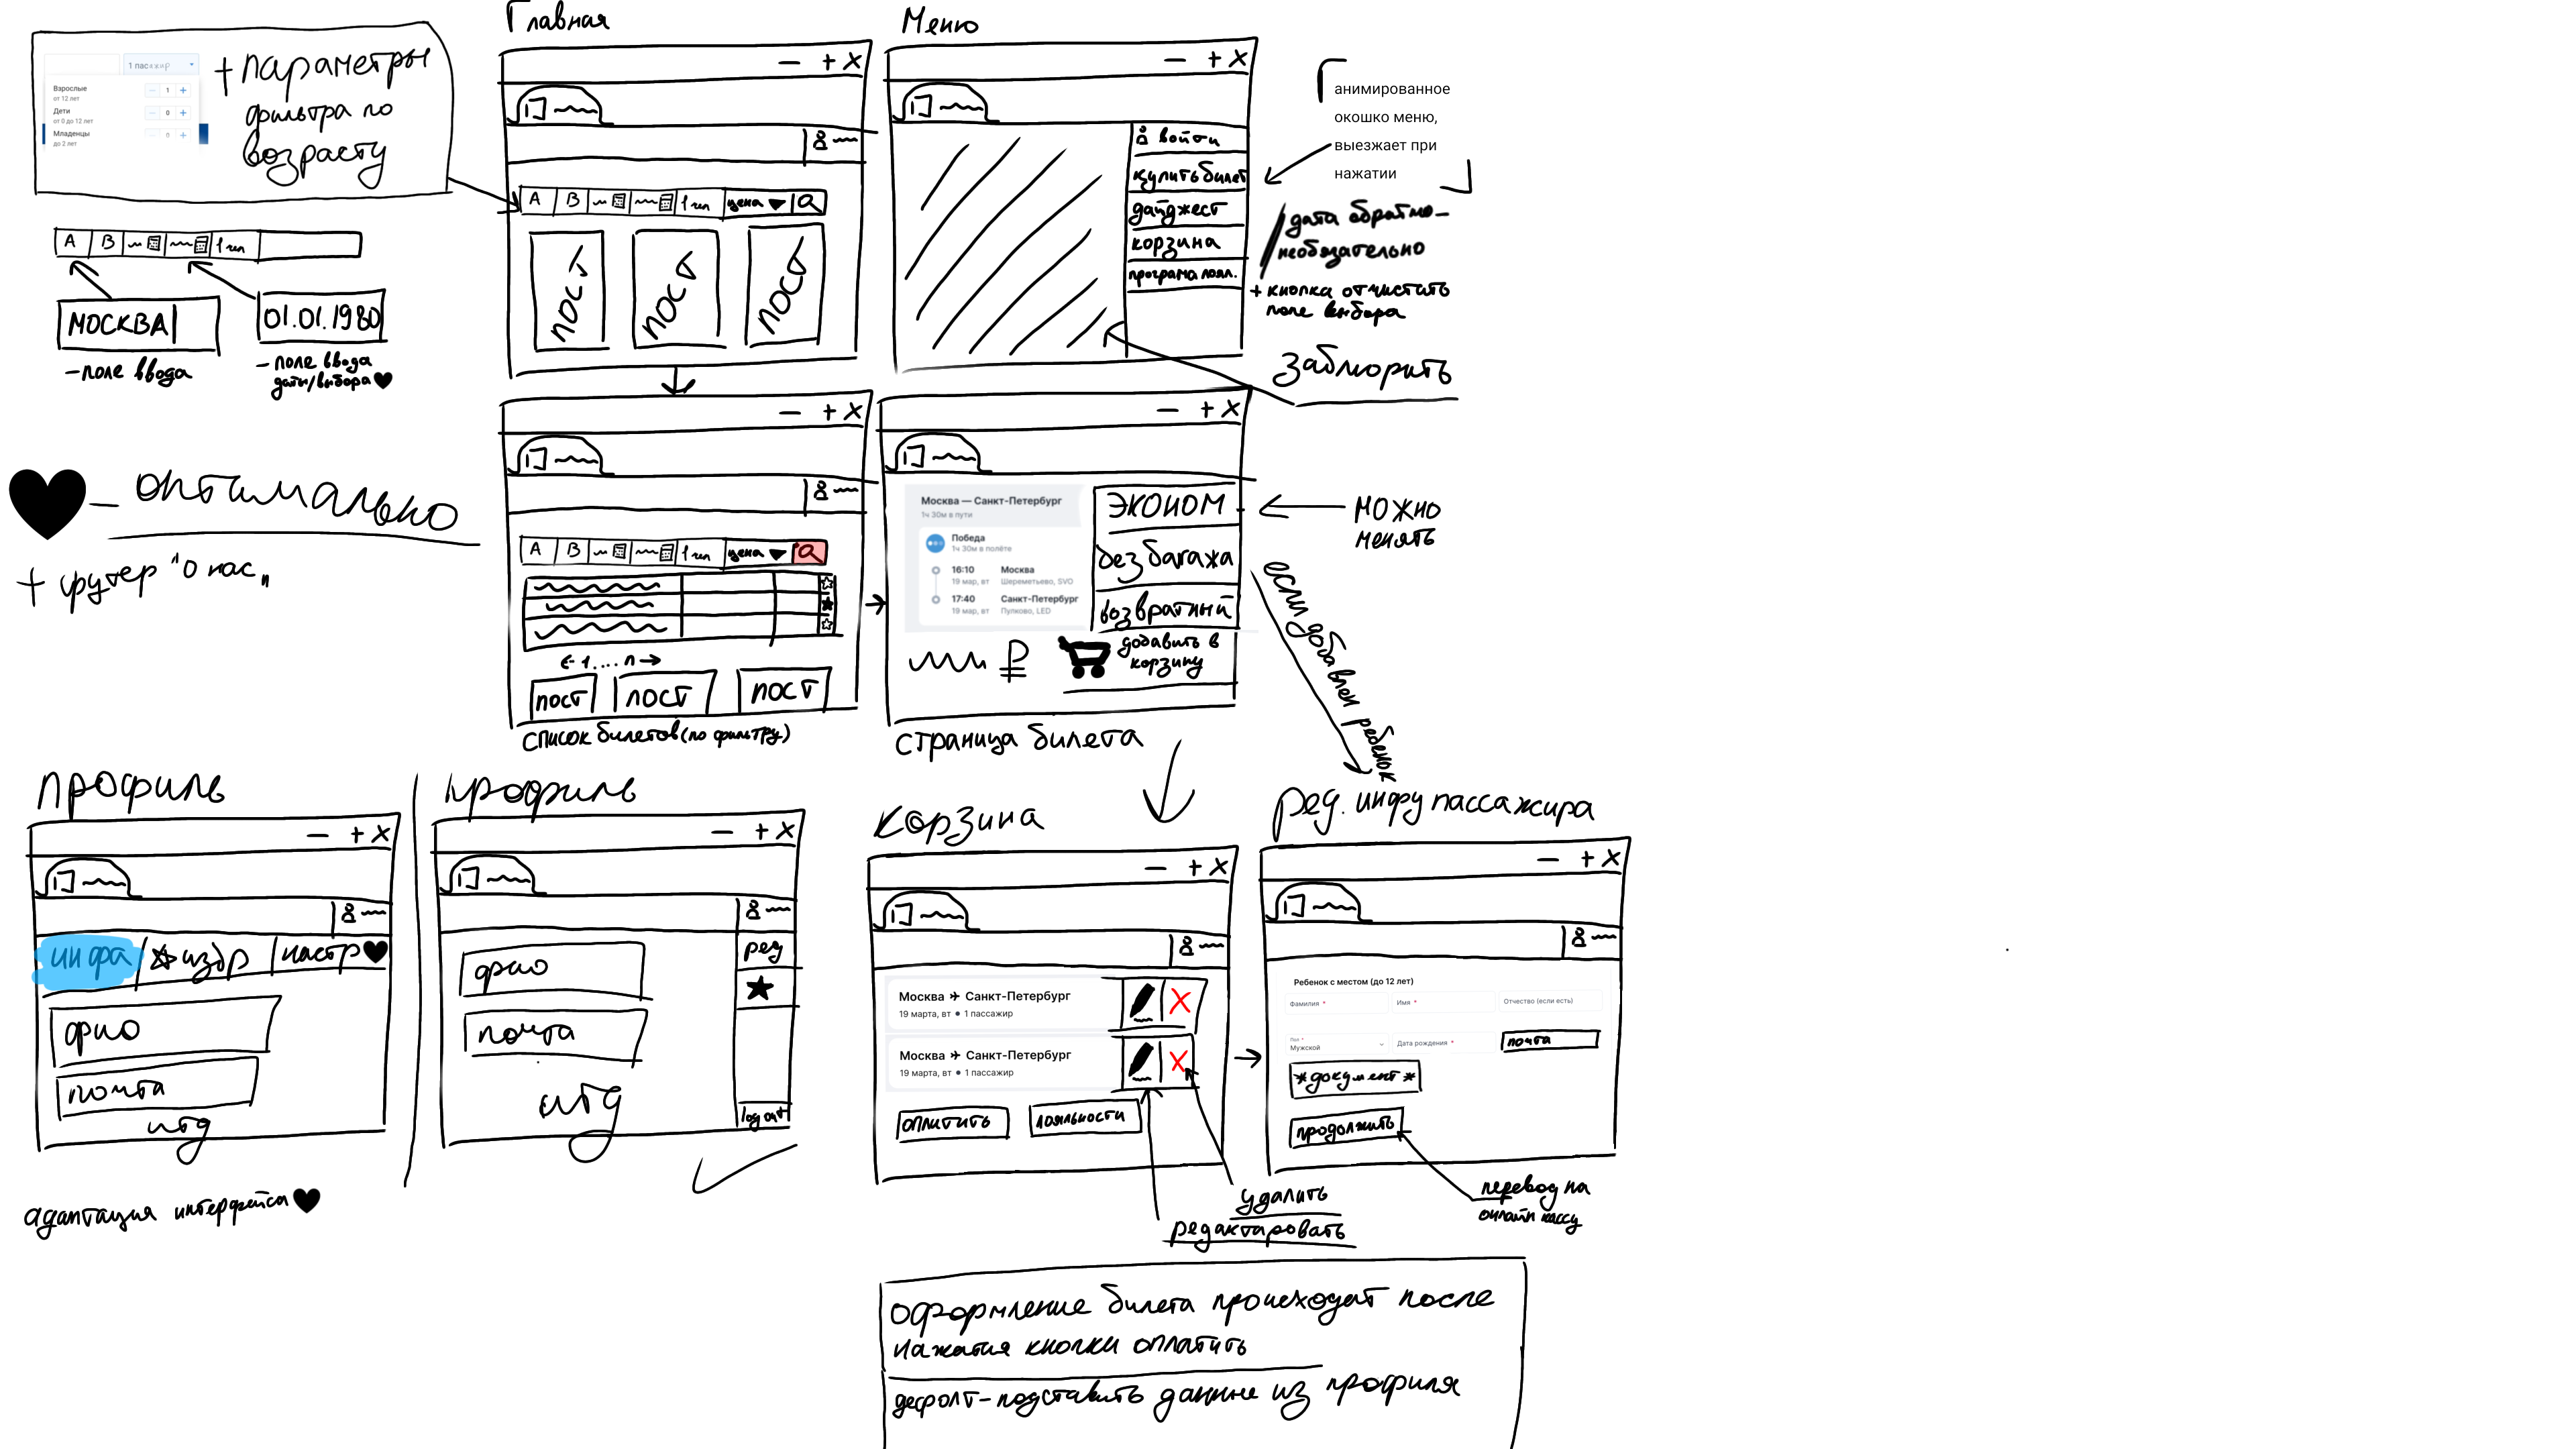 1 пассажир
Взрослые
от 12 лет
1
Дети
от 0 до 12 лет
0
Младенцы
до 2 лет
0
+ параметры
фильтра по
возрасту
A B 1 чел
МОСКВА
01.01.1980
– поле ввода
– поле ввода
даты/выбора
– оптимально
+ футер "о нас"
Главная
– + X
A B 1 чел цена
пост пост пост
Меню
– + X
войти
купить билет
дайджест
корзина
програма лоял.
анимированное
окошко меню,
выезжает при
нажатии
дата обратно –
необязательно
+ кнопка отчистить
поле выбора
заблюрить
– + X
A B 1 чел цена
← 1 .... n →
пост пост пост
список билетов (по фильтру)
– + X
Москва — Санкт-Петербург
1ч 30м в пути
Победа
1ч 30м в полёте
16:10 Москва
19 мар, вт Шереметьево, SVO
17:40 Санкт-Петербург
19 мар, вт Пулково, LED
эконом
без багажа
возвратный
₽
добавить в
корзину
страница билета
можно
менять
если добавлен ребенок
профиль
– + X
инфа избр настр
фио
почта
итд
адаптация интерфейса
профиль
– + X
ред
фио
почта
итд
log out
корзина
– + X
Москва Санкт-Петербург
19 марта, вт • 1 пассажир
Москва Санкт-Петербург
19 марта, вт • 1 пассажир
оплатить
лояльности
удалить
редактировать
ред. инфу пассажира
– + X
Ребенок с местом (до 12 лет)
Фамилия * Имя * Отчество (если есть)
Пол *
Мужской
Дата рождения *
почта
*документ*
продолжить
перевод на
онлайн кассу
оформление билета происходит после
нажатия кнопки оплатить
дефолт – подставить данные из профиля